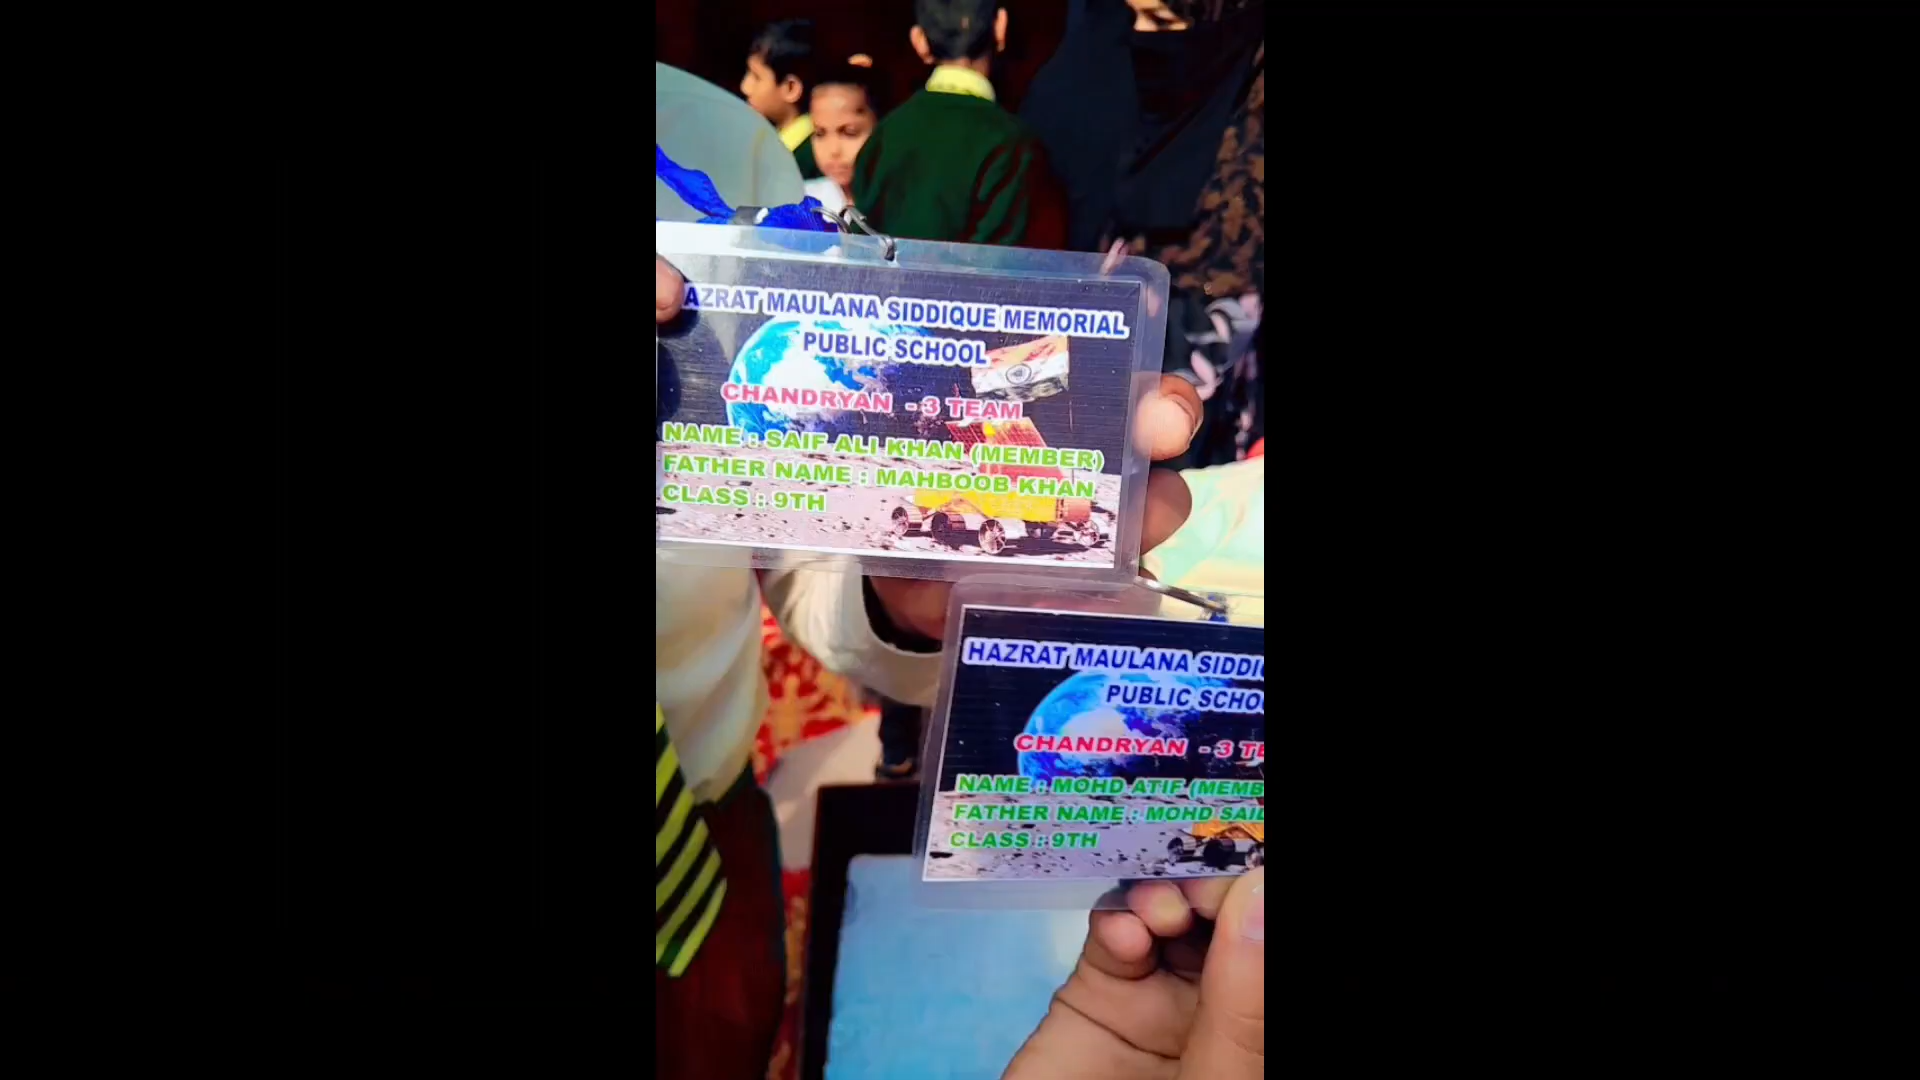 AZRAT MAULANA SIDDIQUE MEMORIAL
PUBLIC SCHOOL
CHANDRYAN - 3 TEAM
NAME : SAIF ALI KHAN (MEMBER)
FATHER NAME : MAHBOOB KHAN
CLASS : 9TH
HAZRAT MAULANA
PUBLIC
CHANDRYAN - 3
NAME : MOHD ATIF
FATHER NAME : MOHD
CLASS : 9TH